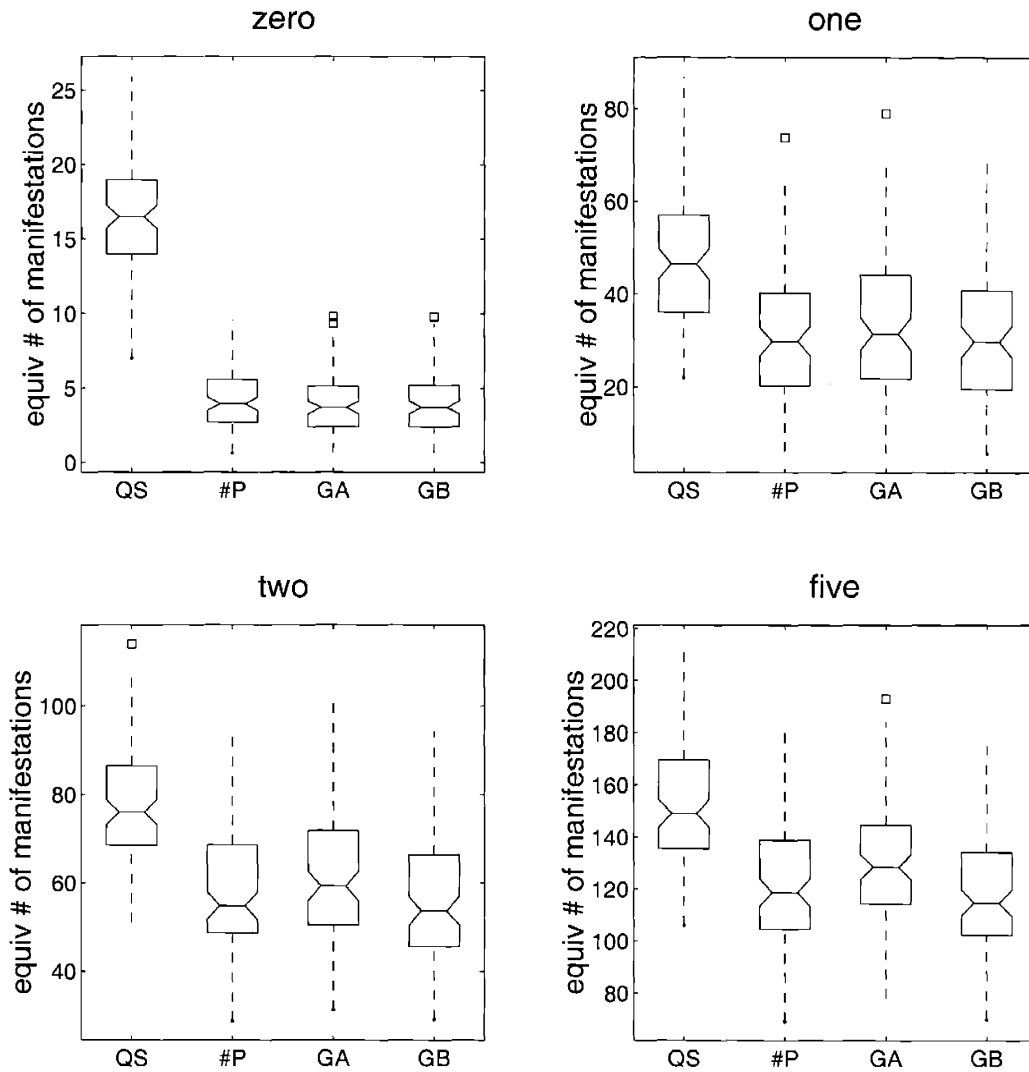 zero
equiv # of manifestations
25
20
15
10
5
0
QS #P GA GB
one
equiv # of manifestations
80
60
40
20
QS #P GA GB
two
equiv # of manifestations
100
80
60
40
QS #P GA GB
five
equiv # of manifestations
220
200
180
160
140
120
100
80
QS #P GA GB